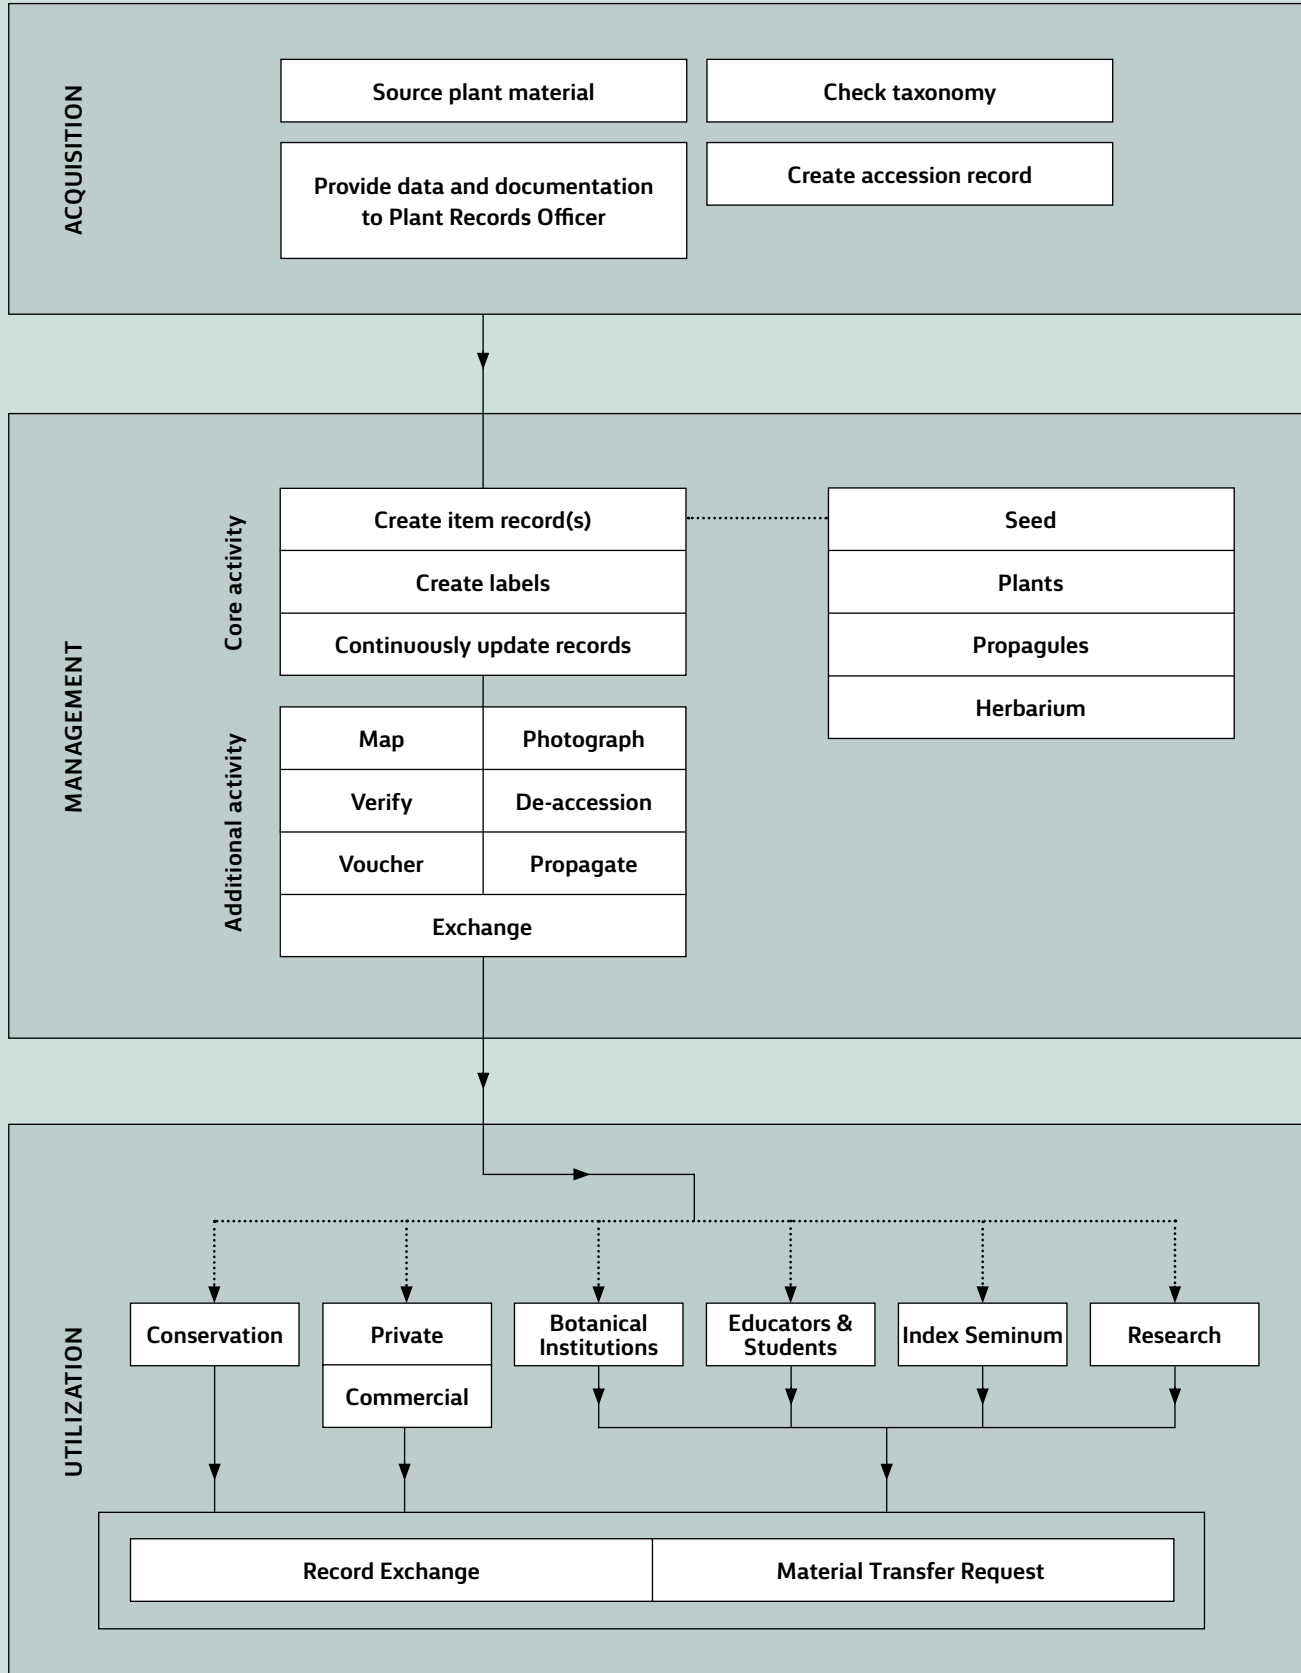 ACQUISITION
Source plant material
Check taxonomy
Provide data and documentation
to Plant Records Officer
Create accession record
MANAGEMENT
Core activity
Create item record(s)
Create labels
Continuously update records
Seed
Plants
Propagules
Herbarium
Additional activity
Map
Photograph
Verify
De-accession
Voucher
Propagate
Exchange
UTILIZATION
Conservation
Private
Commercial
Botanical
Institutions
Educators &
Students
Index Seminum
Research
Record Exchange
Material Transfer Request